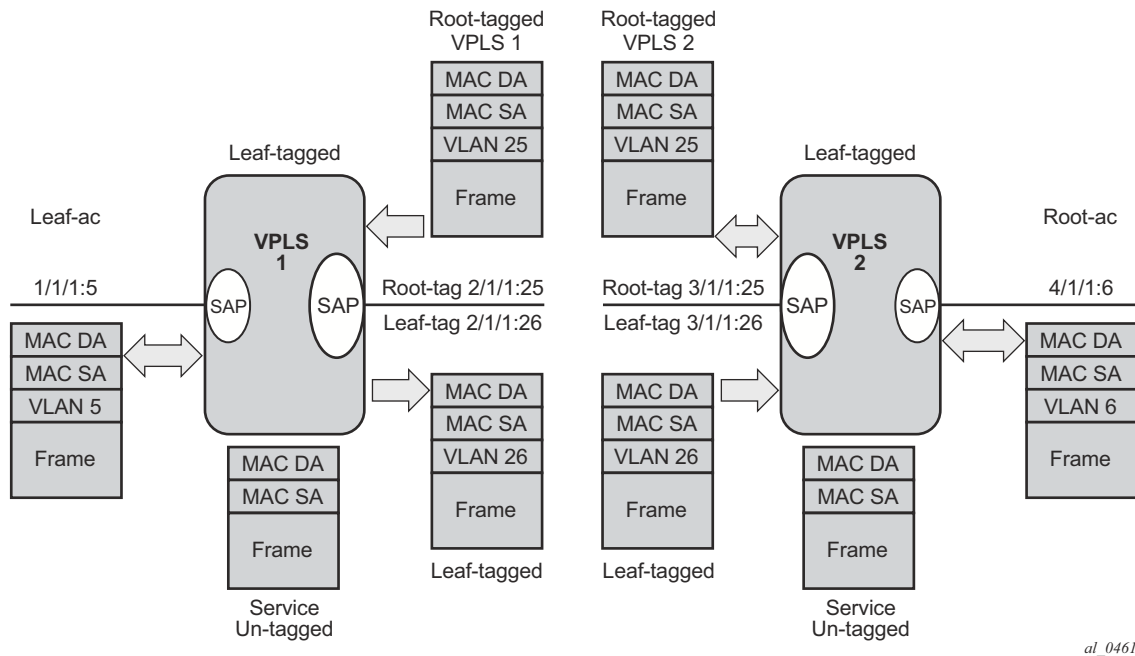 Root-tagged
VPLS 1
MAC DA
MAC SA
VLAN 25
Frame
Root-tagged
VPLS 2
MAC DA
MAC SA
VLAN 25
Frame
Leaf-tagged
VPLS
1
Leaf-tagged
VPLS
2
Leaf-ac
Root-ac
1/1/1:5
SAP
SAP
Root-tag 2/1/1:25
Leaf-tag 2/1/1:26
Root-tag 3/1/1:25
Leaf-tag 3/1/1:26
SAP
SAP
4/1/1:6
MAC DA
MAC SA
VLAN 5
Frame
MAC DA
MAC SA
Frame
Service
Un-tagged
MAC DA
MAC SA
VLAN 26
Frame
Leaf-tagged
MAC DA
MAC SA
VLAN 26
Frame
Leaf-tagged
MAC DA
MAC SA
Frame
Service
Un-tagged
MAC DA
MAC SA
VLAN 6
Frame
al_0461